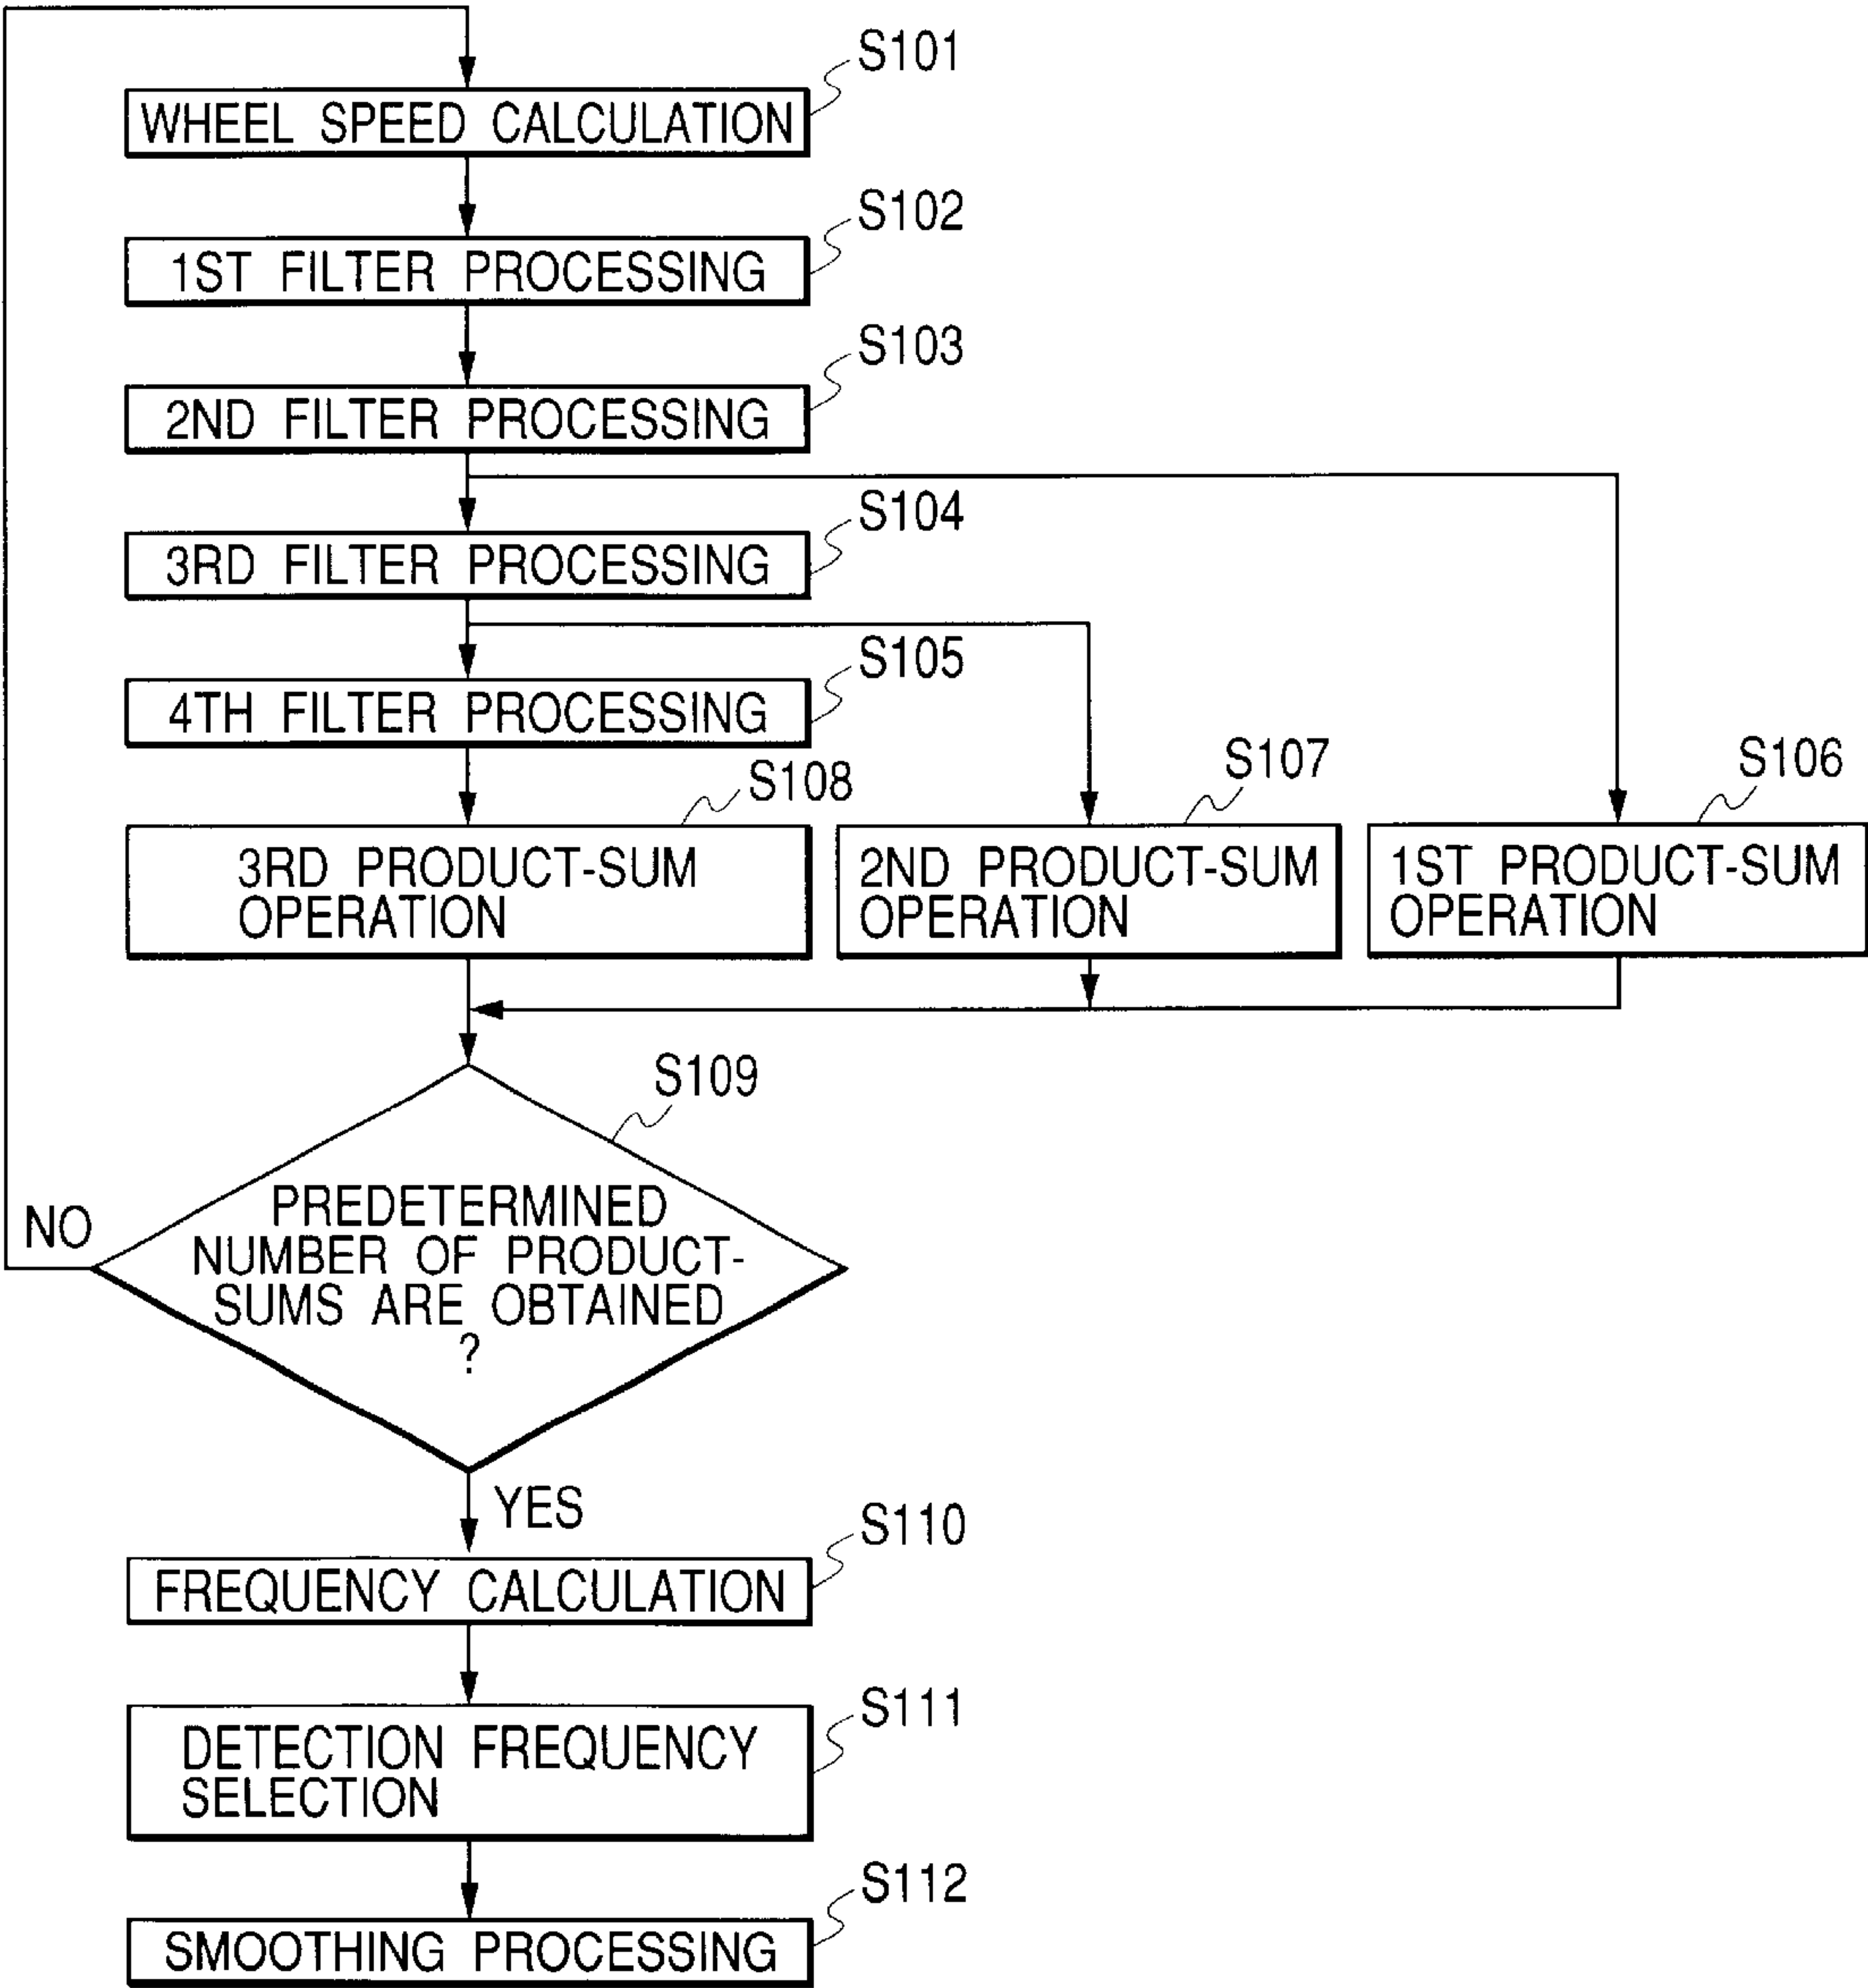 S101
WHEEL SPEED CALCULATION
S102
1ST FILTER PROCESSING
S103
2ND FILTER PROCESSING
S104
3RD FILTER PROCESSING
S105
4TH FILTER PROCESSING
S108
3RD PRODUCT-SUM
OPERATION
S107
2ND PRODUCT-SUM
OPERATION
S106
1ST PRODUCT-SUM
OPERATION
S109
PREDETERMINED
NUMBER OF PRODUCT-
SUMS ARE OBTAINED
?
NO
YES
S110
FREQUENCY CALCULATION
S111
DETECTION FREQUENCY
SELECTION
S112
SMOOTHING PROCESSING